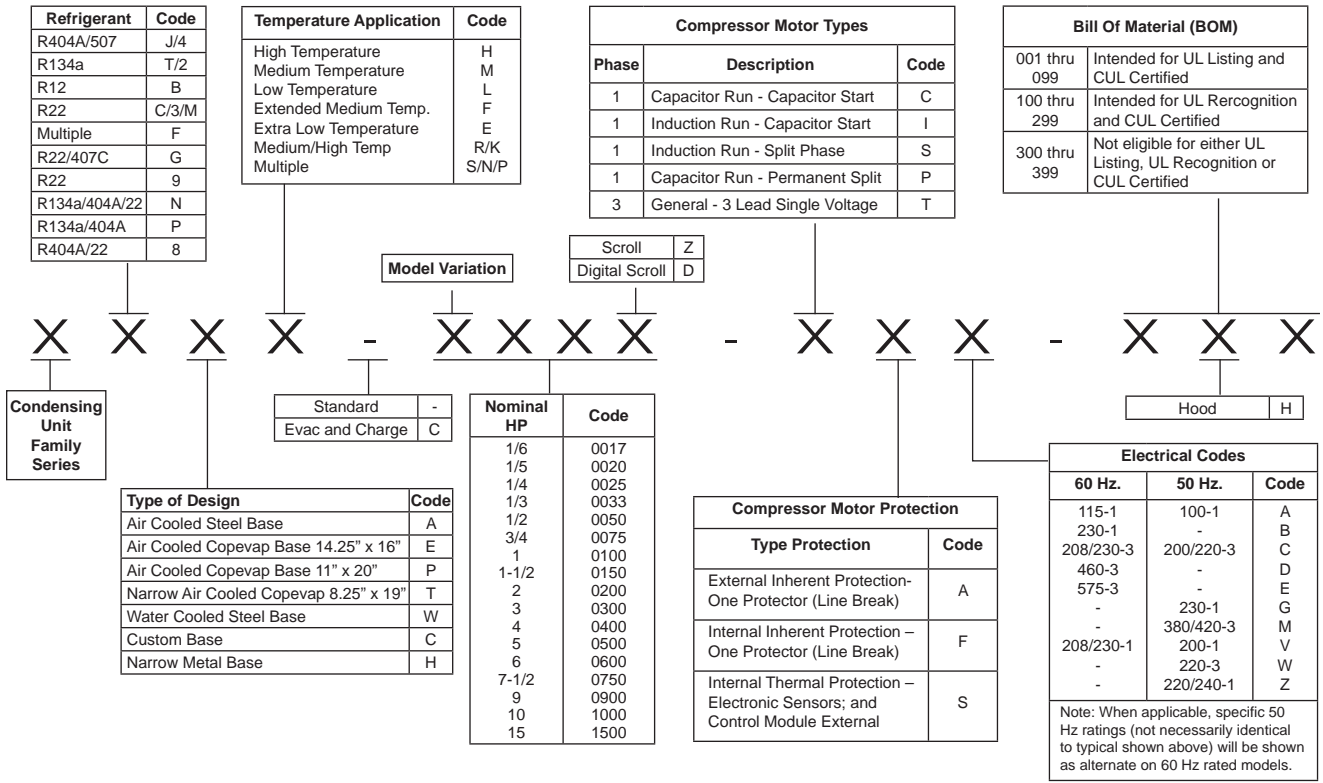 Refrigerant Code
R404A/507 J/4
R134a T/2
R12 B
R22 C/3/M
Multiple F
R22/407C G
R22 9
R134a/404A/22 N
R134a/404A P
R404A/22 8
Temperature Application Code
High Temperature H
Medium Temperature M
Low Temperature L
Extended Medium Temp. F
Extra Low Temperature E
Medium/High Temp R/K
Multiple S/N/P
Compressor Motor Types
Phase Description Code
1 Capacitor Run - Capacitor Start C
1 Induction Run - Capacitor Start I
1 Induction Run - Split Phase S
1 Capacitor Run - Permanent Split P
3 General - 3 Lead Single Voltage T
Bill Of Material (BOM)
001 thru Intended for UL Listing and
099 CUL Certified
100 thru Intended for UL Rercognition
299 and CUL Certified
300 thru Not eligible for either UL
399 Listing, UL Recognition or
CUL Certified
Model Variation
Scroll Z
Digital Scroll D
X X X X - X X X X - X X X - X X X
Condensing
Unit
Family
Series
Type of Design Code
Air Cooled Steel Base A
Air Cooled Copevap Base 14.25” x 16” E
Air Cooled Copevap Base 11” x 20” P
Narrow Air Cooled Copevap 8.25” x 19” T
Water Cooled Steel Base W
Custom Base C
Narrow Metal Base H
Standard -
Evac and Charge C
Nominal HP Code
1/6 0017
1/5 0020
1/4 0025
1/3 0033
1/2 0050
3/4 0075
1 0100
1-1/2 0150
2 0200
3 0300
4 0400
5 0500
6 0600
7-1/2 0750
9 0900
10 1000
15 1500
Compressor Motor Protection
Type Protection Code
External Inherent Protection-
One Protector (Line Break) A
Internal Inherent Protection –
One Protector (Line Break) F
Internal Thermal Protection –
Electronic Sensors; and S
Control Module External
Hood H
Electrical Codes
60 Hz. 50 Hz. Code
115-1 100-1 A
230-1 - B
208/230-3 200/220-3 C
460-3 - D
575-3 - E
- 230-1 G
- 380/420-3 M
208/230-1 200-1 V
- 220-3 W
- 220/240-1 Z
Note: When applicable, specific 50
Hz ratings (not necessarily identical
to typical shown above) will be shown
as alternate on 60 Hz rated models.